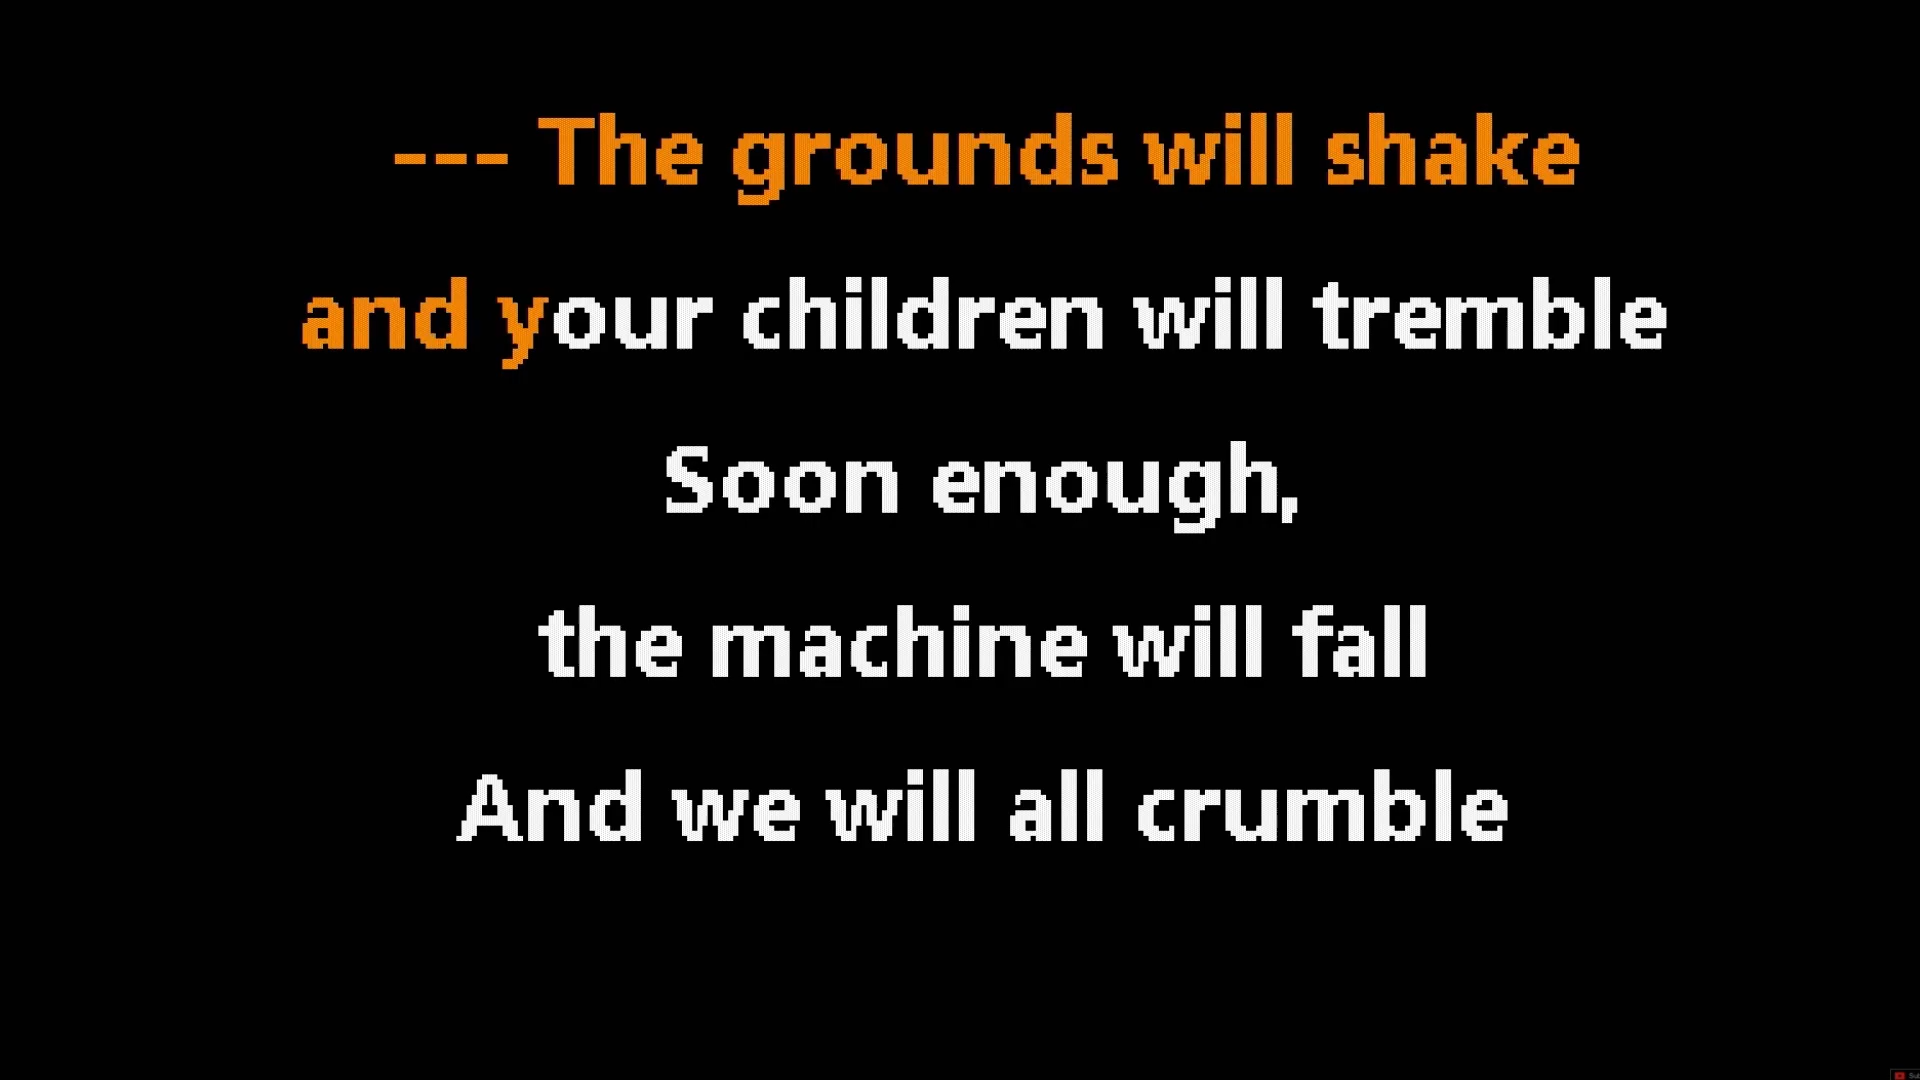 --- The grounds will shake
and your children will tremble
Soon enough,
the machine will fall
And we will all crumble